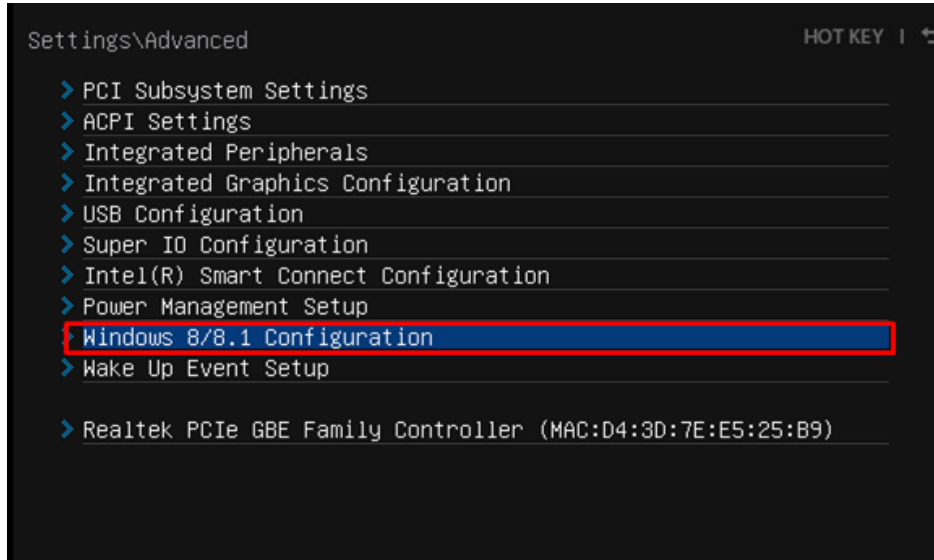 Settings\Advanced
HOT KEY |
PCI Subsystem Settings
ACPI Settings
Integrated Peripherals
Integrated Graphics Configuration
USB Configuration
Super IO Configuration
Intel(R) Smart Connect Configuration
Power Management Setup
Windows 8/8.1 Configuration
Wake Up Event Setup
Realtek PCIe GBE Family Controller (MAC:D4:3D:7E:E5:25:B9)